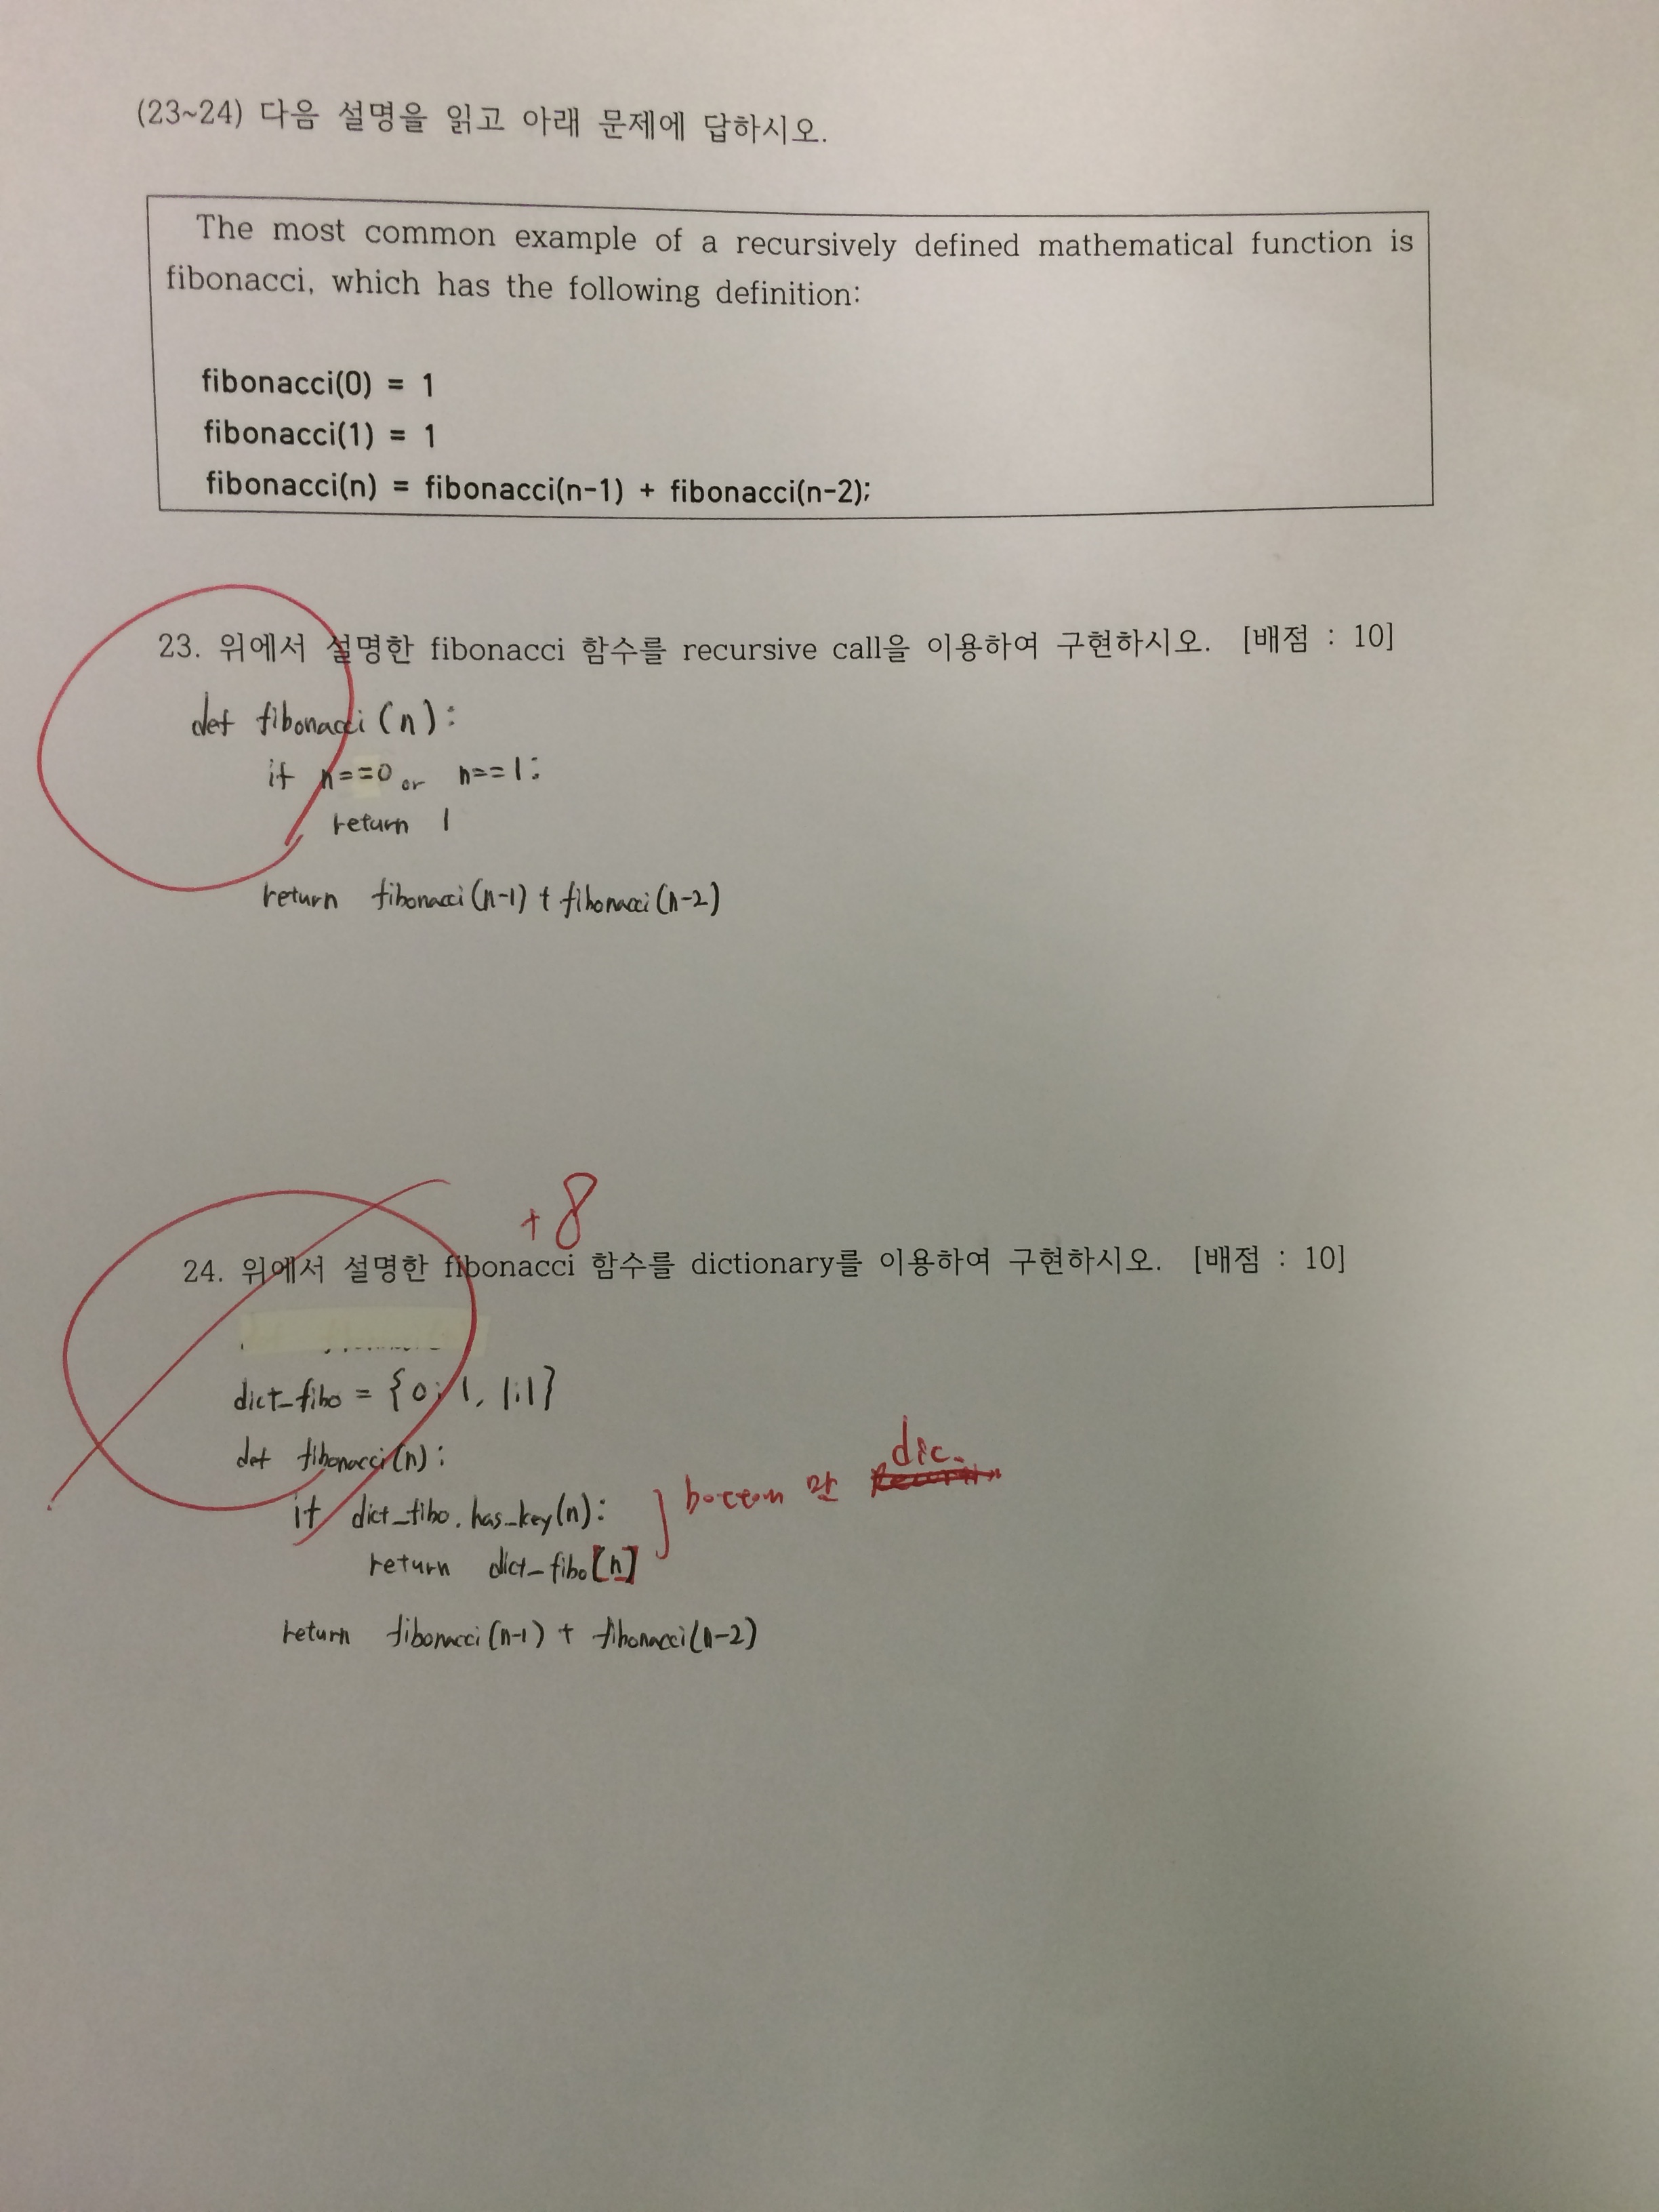 (23~24) 다음 설명을 읽고 아래 문제에 답하시오.
The most common example of a recursively defined mathematical function is
fibonacci, which has the following definition:
fibonacci(0) = 1
fibonacci(1) = 1
fibonacci(n) = fibonacci(n-1) + fibonacci(n-2);
23. 위에서 설명한 fibonacci 함수를 recursive call을 이용하여 구현하시오. [배점 : 10]
def fibonacci(n):
if n==0 or n==1:
return 1
return fibonacci(n-1) + fibonacci(n-2)
+8
24. 위에서 설명한 fibonacci 함수를 dictionary를 이용하여 구현하시오. [배점 : 10]
dict_fibo = {0:1, 1:1}
def fibonacci(n):
if dict_fibo.has_key(n):
return dict_fibo[n]
bottom 만 dic.
return fibonacci(n-1) + fibonacci(n-2)